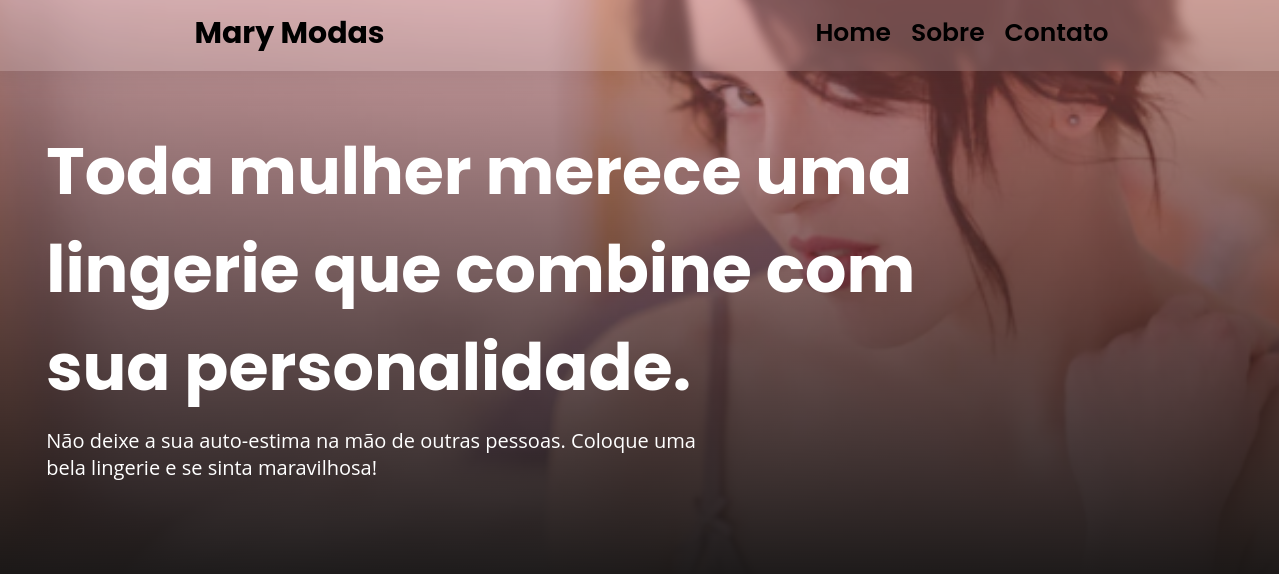 Mary Modas
Home Sobre Contato
Toda mulher merece uma
lingerie que combine com
sua personalidade.
Não deixe a sua auto-estima na mão de outras pessoas. Coloque uma
bela lingerie e se sinta maravilhosa!